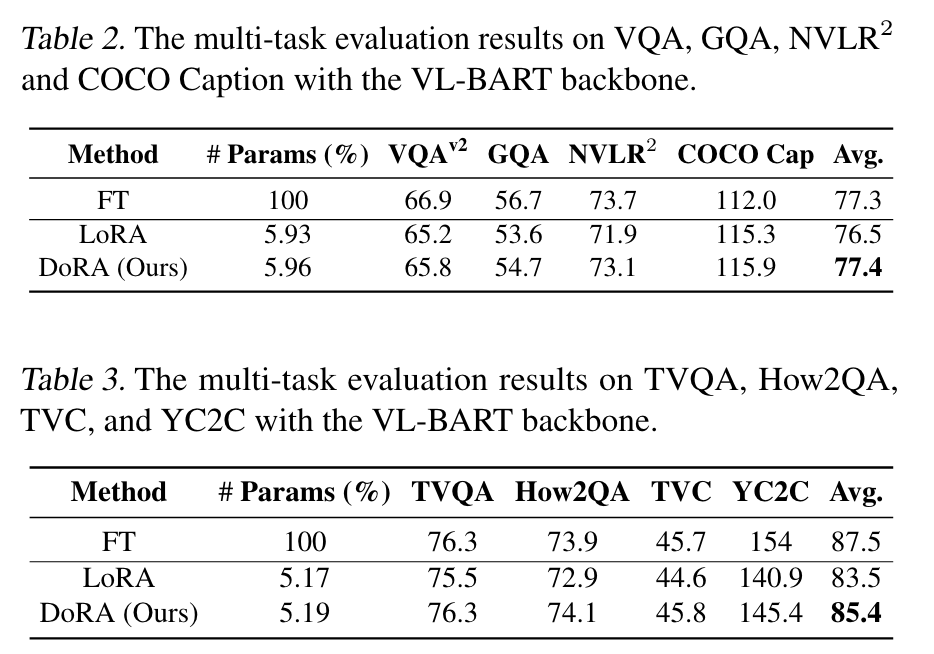 Table 2. The multi-task evaluation results on VQA, GQA, NVLR²
and COCO Caption with the VL-BART backbone.
Method # Params (%) VQAᵛ² GQA NVLR² COCO Cap Avg.
FT 100 66.9 56.7 73.7 112.0 77.3
LoRA 5.93 65.2 53.6 71.9 115.3 76.5
DoRA (Ours) 5.96 65.8 54.7 73.1 115.9 77.4
Table 3. The multi-task evaluation results on TVQA, How2QA,
TVC, and YC2C with the VL-BART backbone.
Method # Params (%) TVQA How2QA TVC YC2C Avg.
FT 100 76.3 73.9 45.7 154 87.5
LoRA 5.17 75.5 72.9 44.6 140.9 83.5
DoRA (Ours) 5.19 76.3 74.1 45.8 145.4 85.4